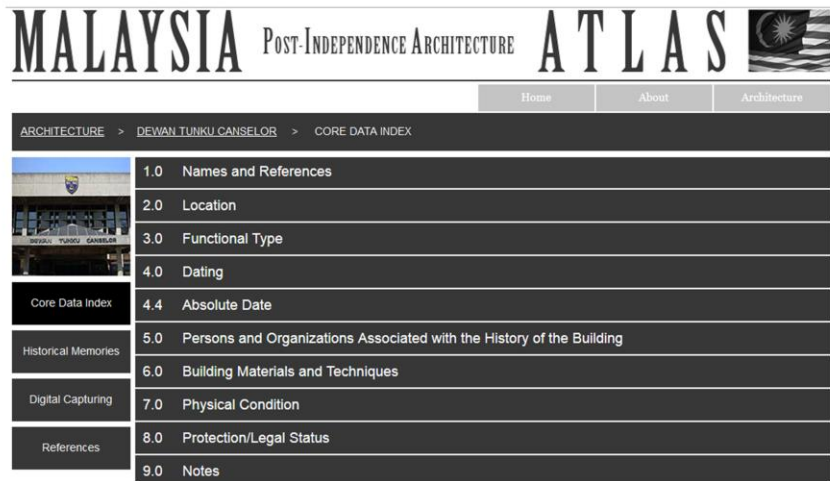 MALAYSIA POST-INDEPENDENCE ARCHITECTURE ATLAS
Home About Architecture
ARCHITECTURE > DEWAN TUNKU CANSELOR > CORE DATA INDEX
DEWAN TUNKU CANSELOR
1.0 Names and References
2.0 Location
3.0 Functional Type
4.0 Dating
4.4 Absolute Date
5.0 Persons and Organizations Associated with the History of the Building
6.0 Building Materials and Techniques
7.0 Physical Condition
8.0 Protection/Legal Status
9.0 Notes
Core Data Index
Historical Memories
Digital Capturing
References